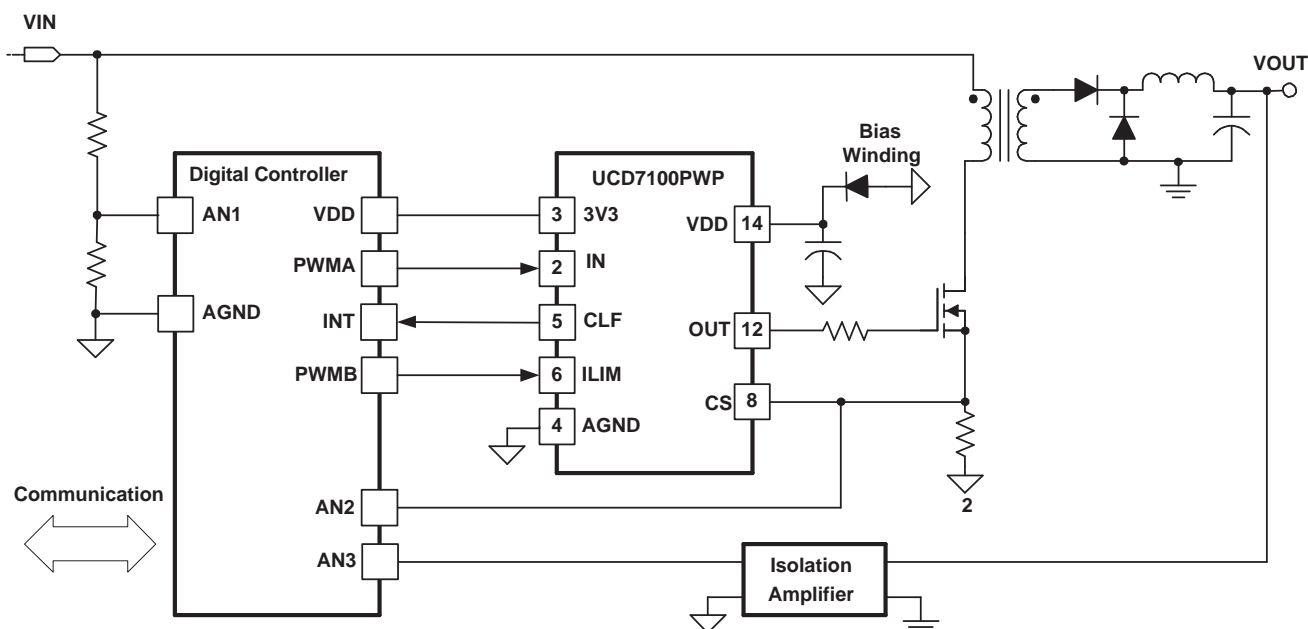 VIN
VOUT
Bias
Winding
Digital Controller
UCD7100PWP
AN1
VDD
3
3V3
VDD
14
PWMA
2
IN
AGND
INT
5
CLF
OUT
12
PWMB
6
ILIM
CS
8
4
AGND
Communication
AN2
2
AN3
Isolation
Amplifier